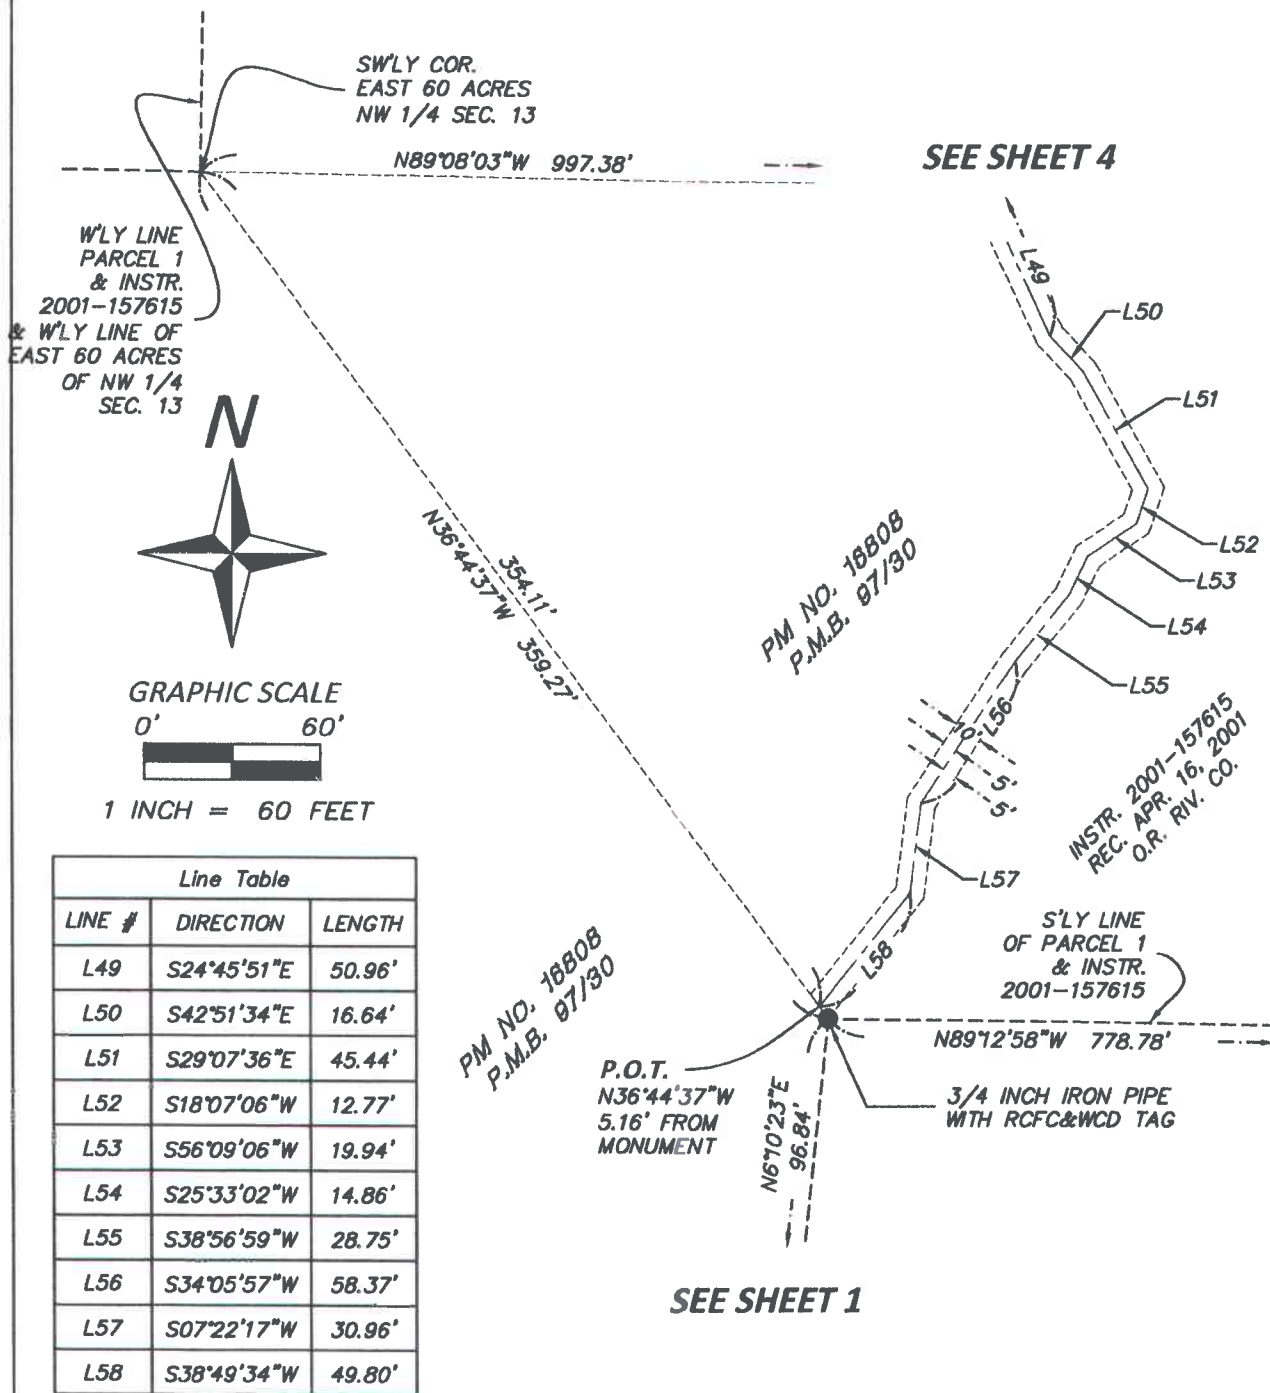 SW'LY COR.
EAST 60 ACRES
NW 1/4 SEC. 13
N89°08'03"W 997.38'
SEE SHEET 4
W'LY LINE
PARCEL 1
& INSTR.
2001-157615
& W'LY LINE OF
EAST 60 ACRES
OF NW 1/4
SEC. 13
N
L49
L50
L51
L52
L53
L54
L55
L56
10'
5'
5'
L57
L58
N36°44'37"W 359.27'
354.11'
PM NO. 16808
P.M.B. 97/30
GRAPHIC SCALE
0' 60'
1 INCH = 60 FEET
INSTR. 2001-157615
REC. APR. 16, 2001
O.R. RIV. CO.
PM NO. 16808
P.M.B. 97/30
S'LY LINE
OF PARCEL 1
& INSTR.
2001-157615
N89°12'58"W 778.78'
P.O.T.
N36°44'37"W
5.16' FROM
MONUMENT
N6°10'23"E
96.84'
3/4 INCH IRON PIPE
WITH RCFC&WCD TAG
SEE SHEET 1
Line Table
LINE # DIRECTION LENGTH
L49 S24°45'51"E 50.96'
L50 S42°51'34"E 16.64'
L51 S29°07'36"E 45.44'
L52 S18°07'06"W 12.77'
L53 S56°09'06"W 19.94'
L54 S25°33'02"W 14.86'
L55 S38°56'59"W 28.75'
L56 S34°05'57"W 58.37'
L57 S07°22'17"W 30.96'
L58 S38°49'34"W 49.80'